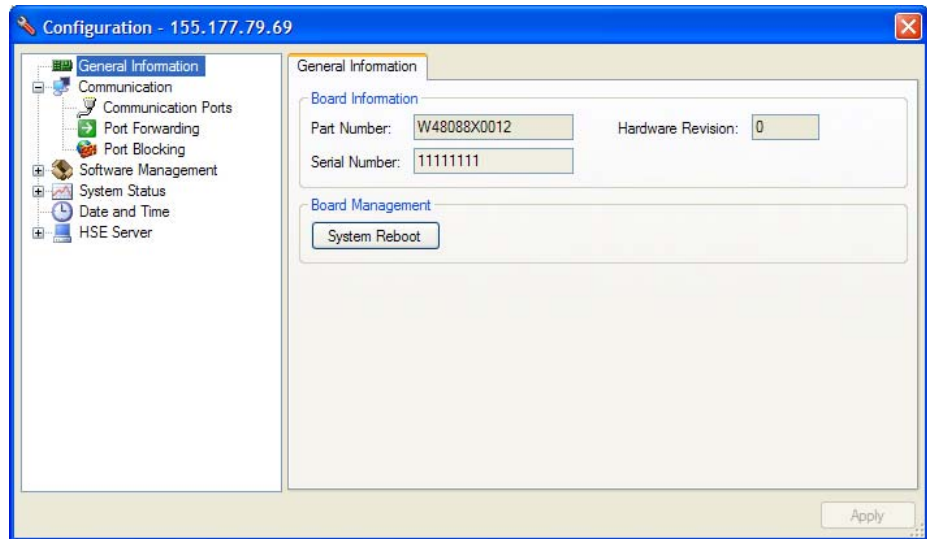 Configuration - 155.177.79.69
General Information
Communication
Communication Ports
Port Forwarding
Port Blocking
Software Management
System Status
Date and Time
HSE Server
General Information
Board Information
Part Number: W48088X0012 Hardware Revision: 0
Serial Number: 11111111
Board Management
System Reboot
Apply